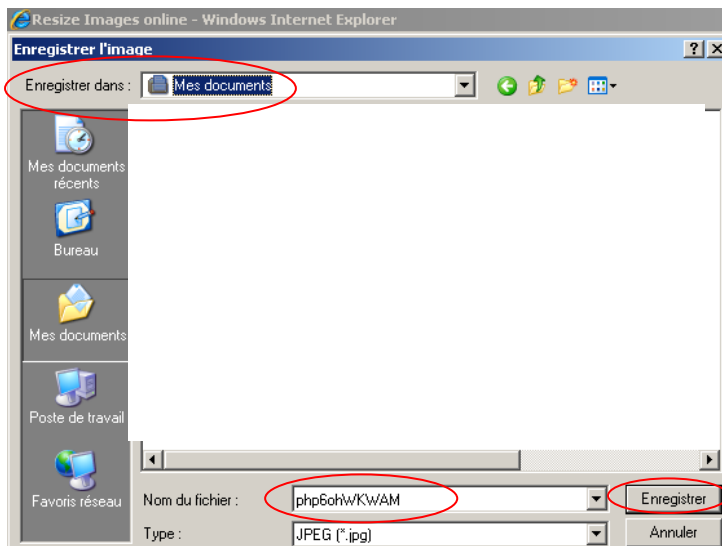 Resize Images online - Windows Internet Explorer
Enregistrer l'image
Enregistrer dans :
Mes documents
Mes documents
récents
Bureau
Mes documents
Poste de travail
Favoris réseau
Nom du fichier :
php6ohWKWAM
Enregistrer
Type :
JPEG (*.jpg)
Annuler